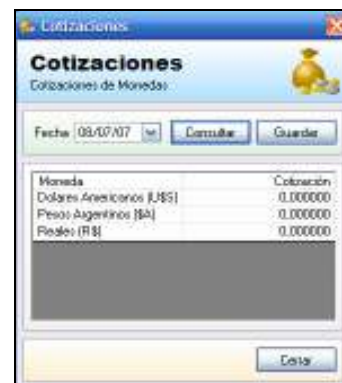 Cotizaciones
Cotizaciones
Cotizaciones de Monedas
Fecha 08/07/07 Consultar Guardar
Moneda Cotización
Dolares Americanos (U$S) 0.000000
Pesos Argentinos ($A) 0.000000
Reales (R$) 0.000000
Cerrar